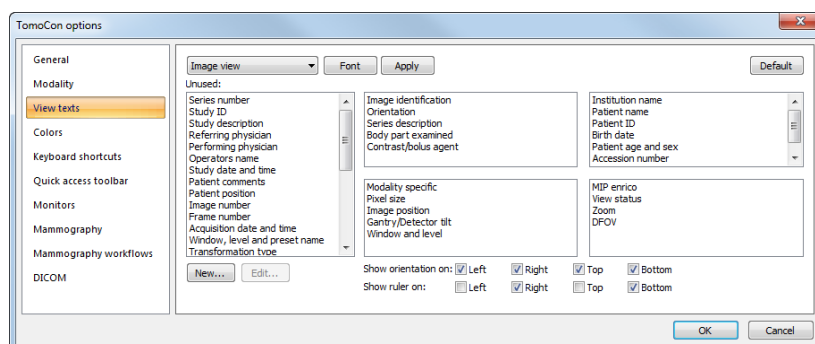 TomoCon options
General
Modality
View texts
Colors
Keyboard shortcuts
Quick access toolbar
Monitors
Mammography
Mammography workflows
DICOM
Image view
Font
Apply
Default
Unused:
Series number
Study ID
Study description
Referring physician
Performing physician
Operators name
Study date and time
Patient comments
Patient position
Image number
Frame number
Acquisition date and time
Window, level and preset name
Transformation type
Image identification
Orientation
Series description
Body part examined
Contrast/bolus agent
Institution name
Patient name
Patient ID
Birth date
Patient age and sex
Accession number
Modality specific
Pixel size
Image position
Gantry/Detector tilt
Window and level
MIP enrico
View status
Zoom
DFOV
New...
Edit...
Show orientation on: Left Right Top Bottom
Show ruler on: Left Right Top Bottom
OK
Cancel